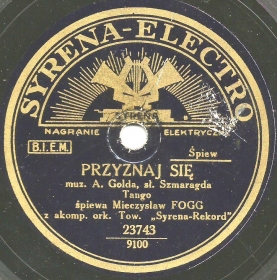 SYRENA-ELECTRO
SYRENA
NAGRANIE ELEKTRYCZNE
B.I.E.M.
Śpiew
PRZYZNAJ SIĘ
muz. A. Golda, sł. Szmaragda
Tango
śpiewa Mieczysław FOGG
z akomp. ork. Tow. „Syrena-Rekord”
23743
9100